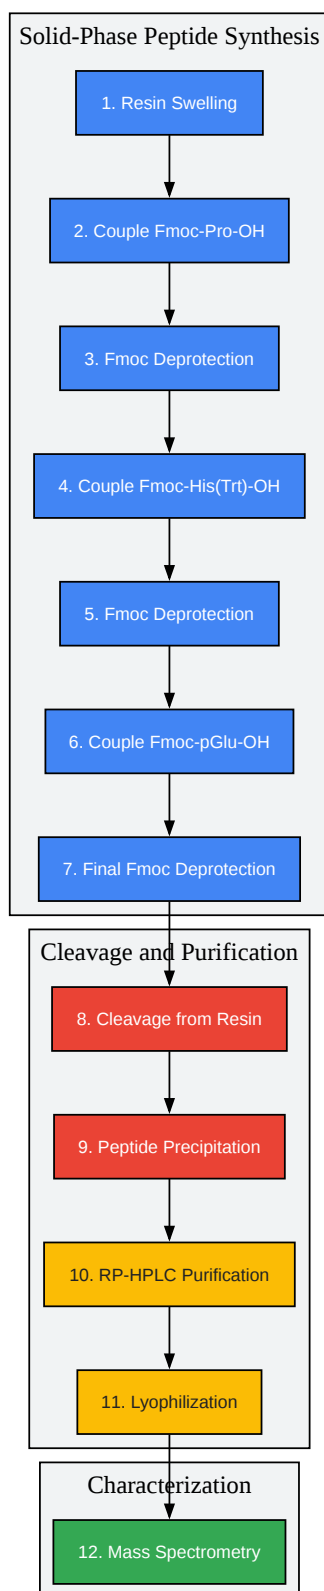 Solid-Phase Peptide Synthesis
1. Resin Swelling
2. Couple Fmoc-Pro-OH
3. Fmoc Deprotection
4. Couple Fmoc-His(Trt)-OH
5. Fmoc Deprotection
6. Couple Fmoc-pGlu-OH
7. Final Fmoc Deprotection
Cleavage and Purification
8. Cleavage from Resin
9. Peptide Precipitation
10. RP-HPLC Purification
11. Lyophilization
Characterization
12. Mass Spectrometry